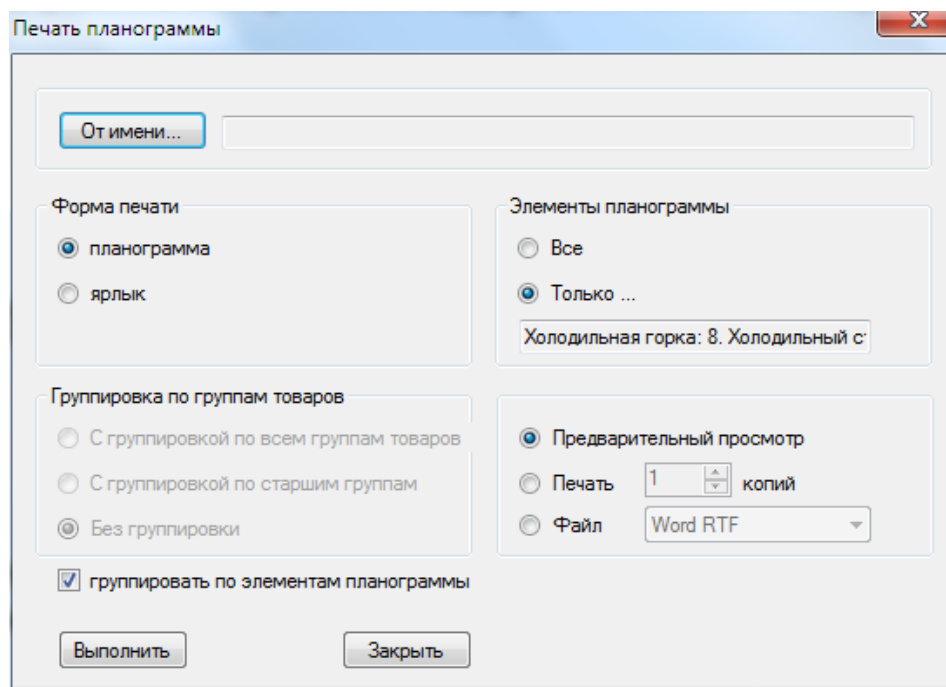 Печать планограммы
От имени...
Форма печати
планограмма
ярлык
Элементы планограммы
Все
Только ...
Холодильная горка: 8. Холодильный
Группировка по группам товаров
С группировкой по всем группам товаров
С группировкой по старшим группам
Без группировки
Предварительный просмотр
Печать 1 копий
Файл Word RTF
группировать по элементам планограммы
Выполнить Закрыть